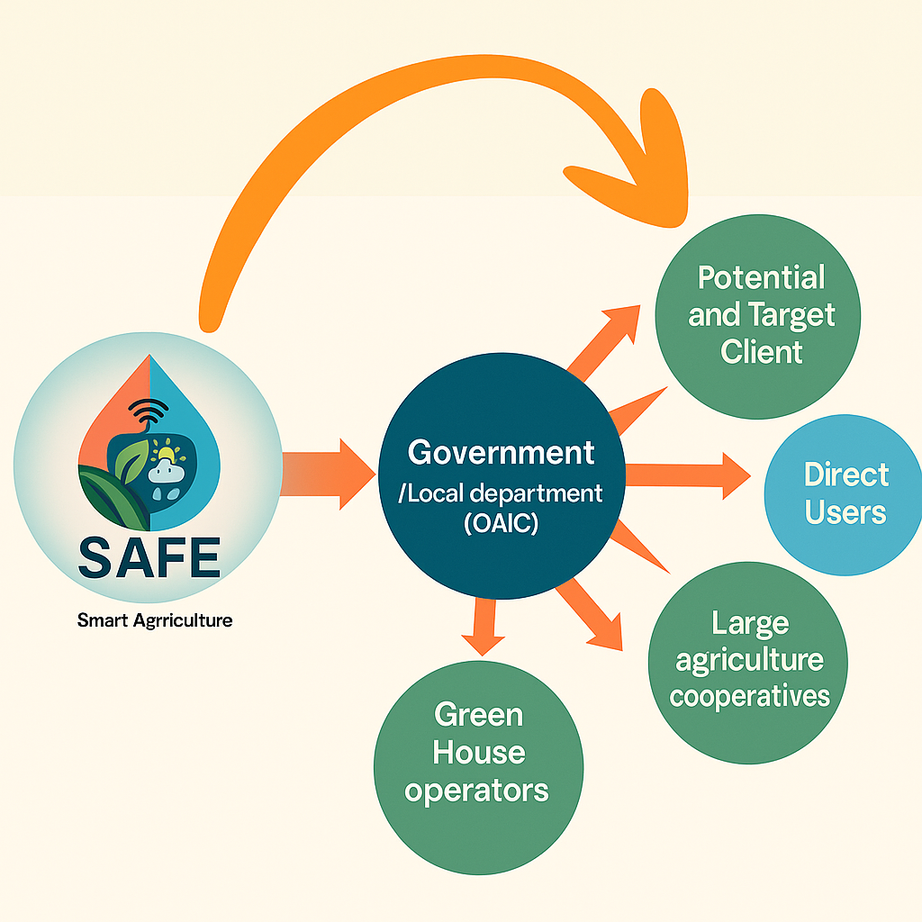 SAFE
Smart Agrriculture
Government
/Local department
(OAIC)
Potential
and Target
Client
Direct
Users
Large
agriculture
cooperatives
Green
House
operators